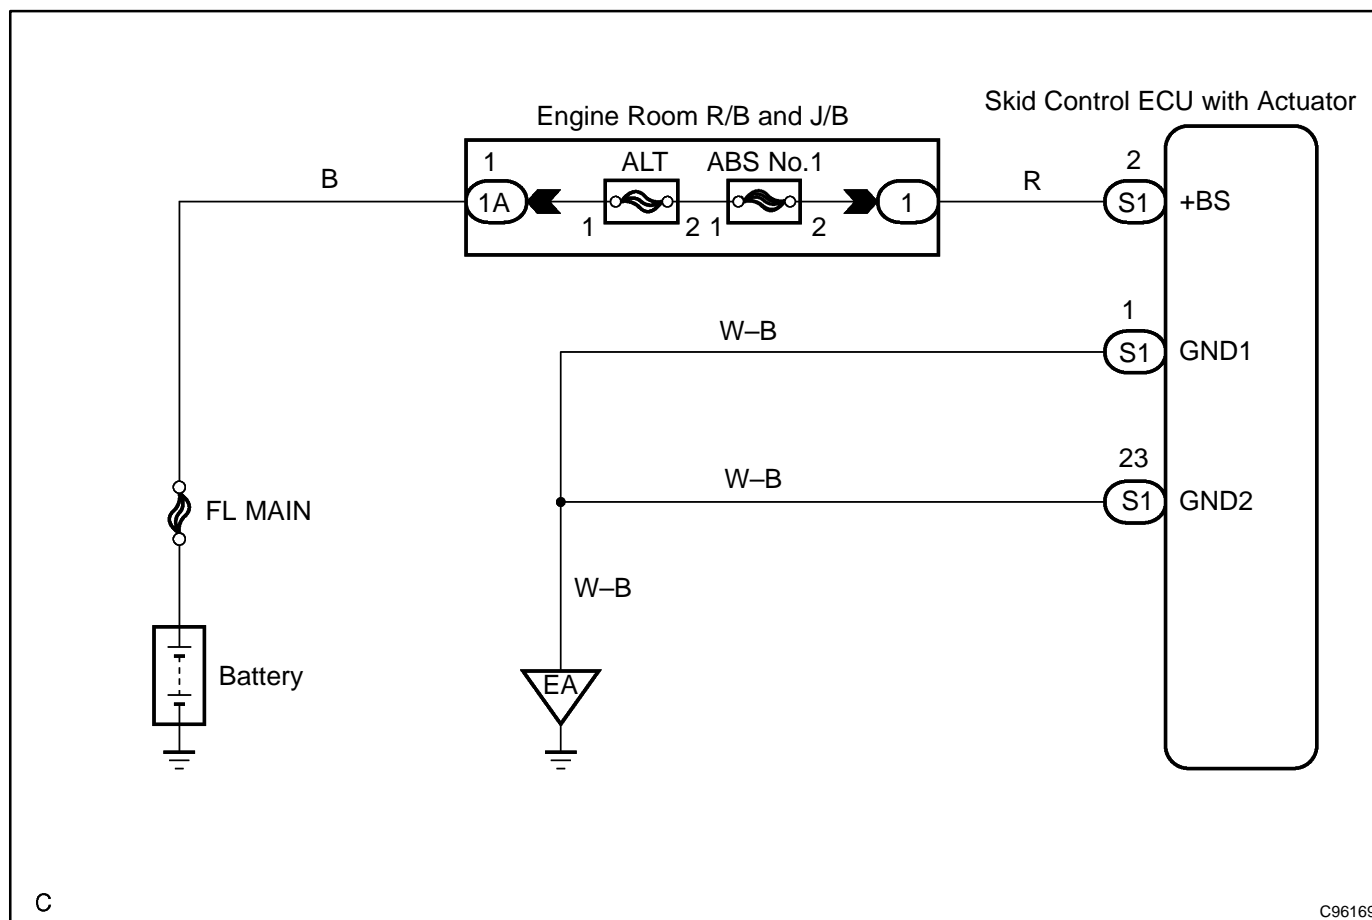 Skid Control ECU with Actuator
Engine Room R/B and J/B
1 ALT ABS No.1
B
1A
1 2 1 2
1
R
2
S1 +BS
1
W–B
S1 GND1
23
W–B
S1 GND2
FL MAIN
W–B
Battery
EA
C